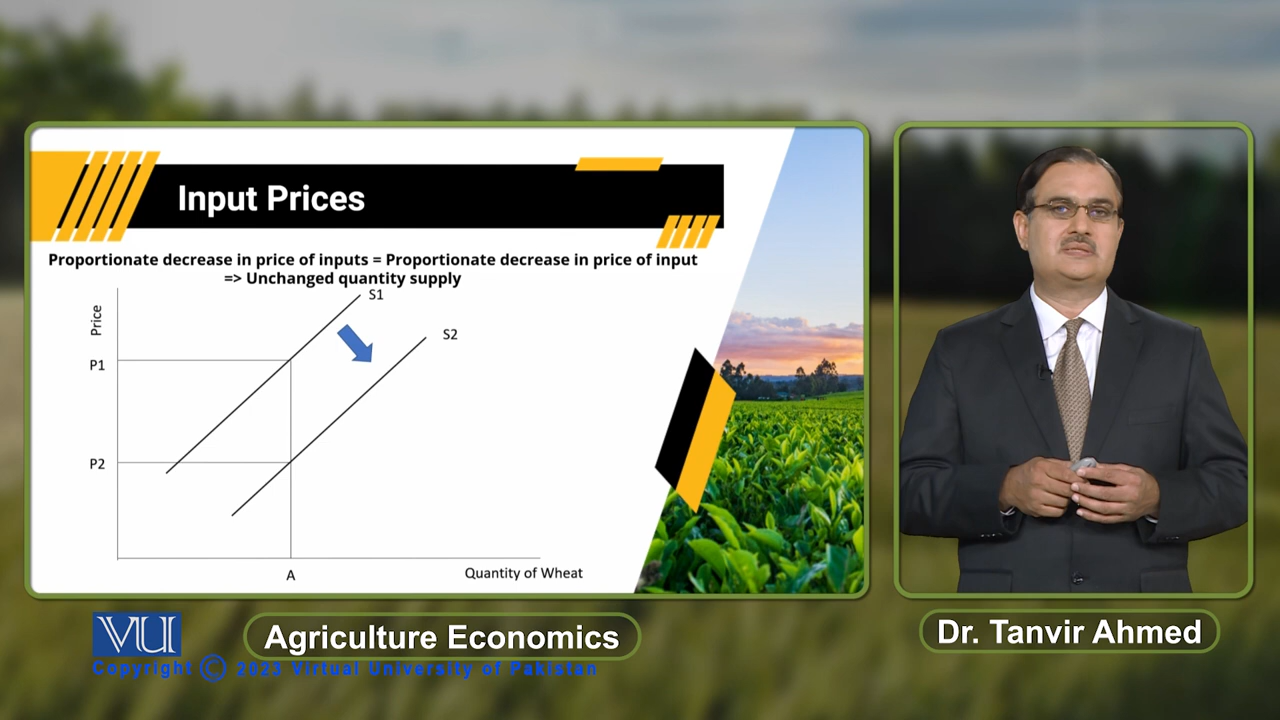 Input Prices
Proportionate decrease in price of inputs = Proportionate decrease in price of input
=> Unchanged quantity supply
S1
Price
S2
P1
P2
A
Quantity of Wheat
VU
Agriculture Economics
Dr. Tanvir Ahmed
Copyright © 2023 Virtual University of Pakistan